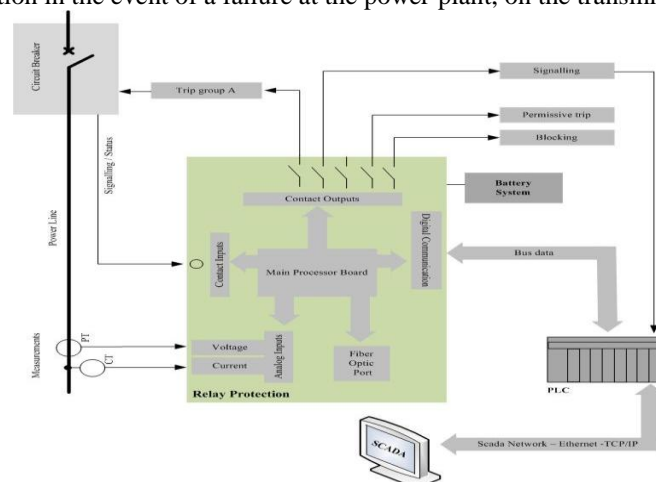 tion in the event of a failure at the power plant, on the transmi
Circuit Breaker
Trip group A
Signalling
Permissive trip
Blocking
Signalling / Status
Power Line
Contact Outputs
Battery
System
Contact Inputs
Main Processor Board
Digital Communication
Bus data
Measurements
PT
CT
Voltage
Current
Analog Inputs
Fiber
Optic
Port
Relay Protection
PLC
SCADA
Scada Network – Ethernet -TCP/IP